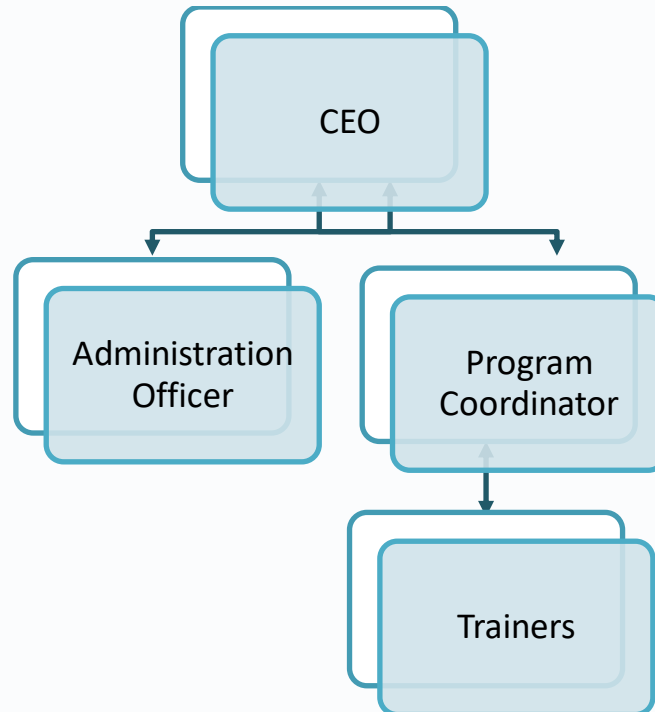 CEO
Administration
Officer
Program
Coordinator
Trainers